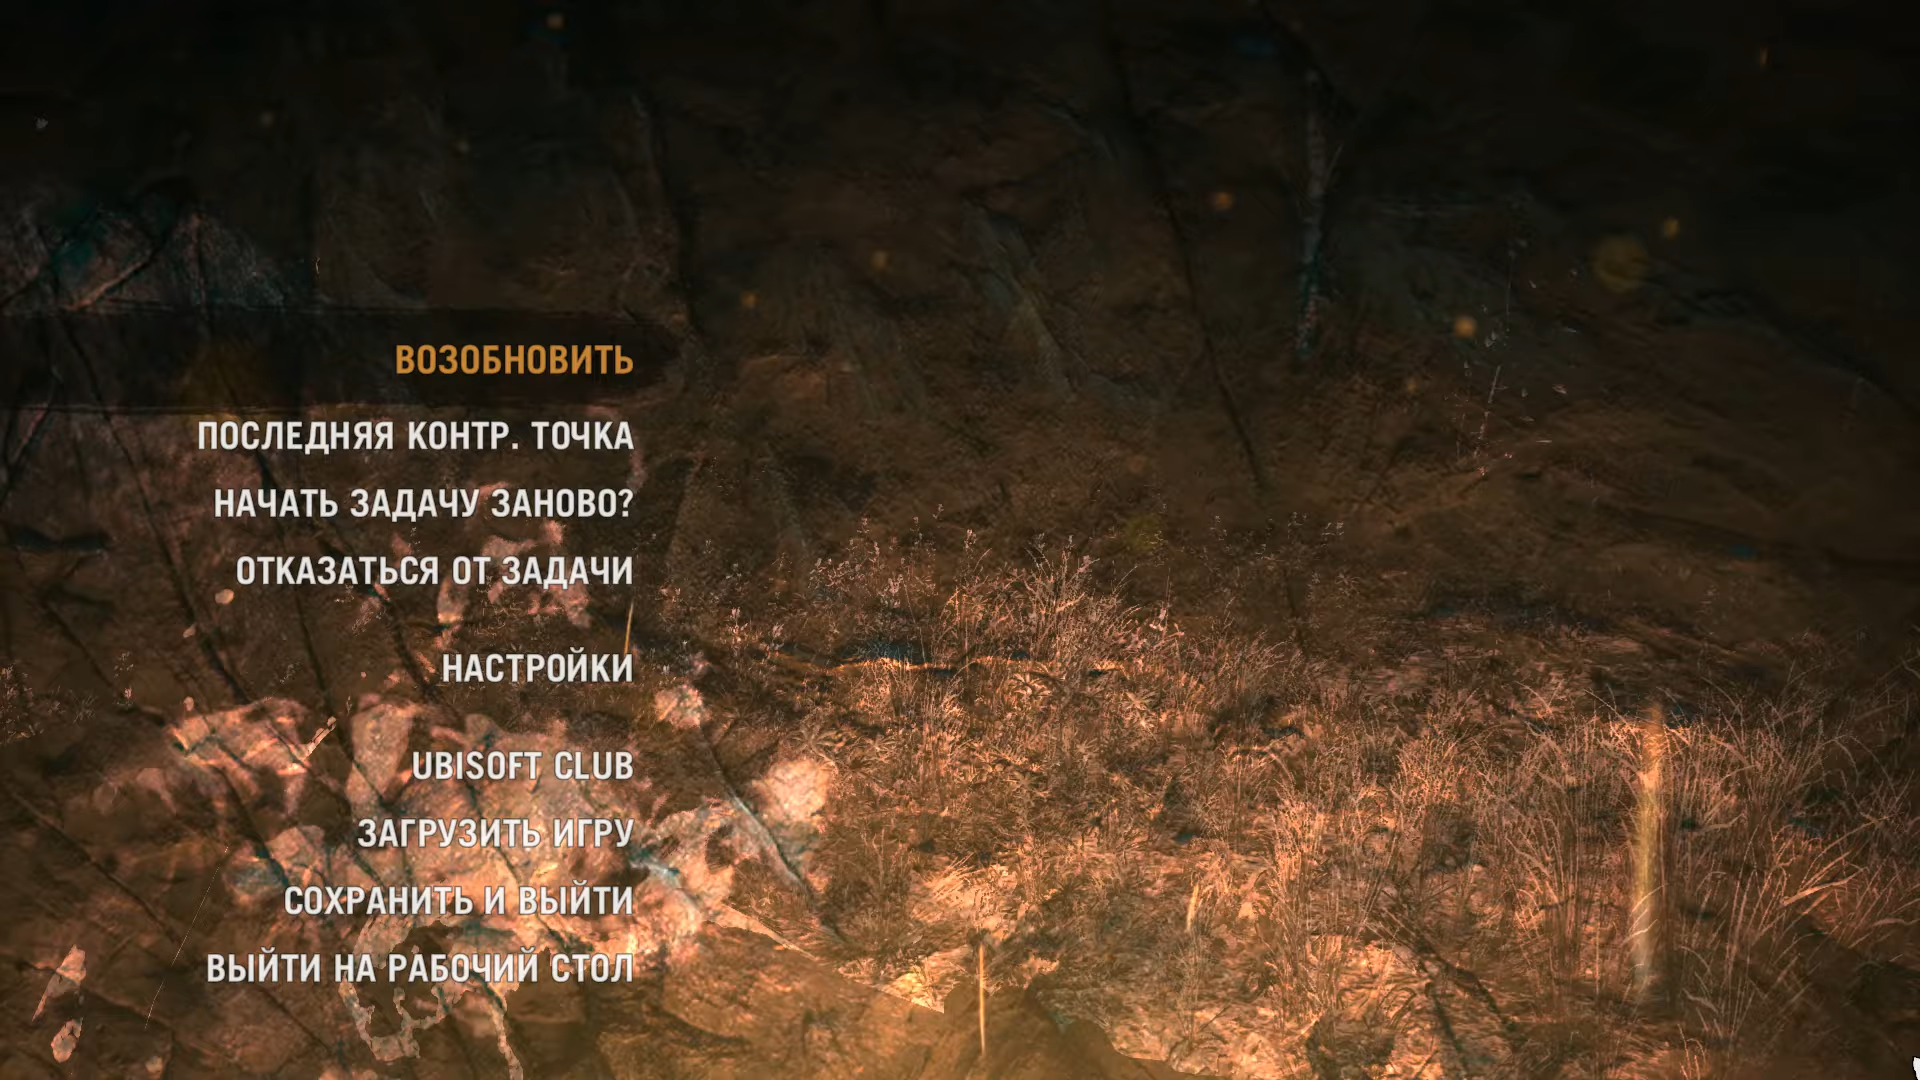 ВОЗОБНОВИТЬ
ПОСЛЕДНЯЯ КОНТР. ТОЧКА
НАЧАТЬ ЗАДАЧУ ЗАНОВО?
ОТКАЗАТЬСЯ ОТ ЗАДАЧИ
НАСТРОЙКИ
UBISOFT CLUB
ЗАГРУЗИТЬ ИГРУ
СОХРАНИТЬ И ВЫЙТИ
ВЫЙТИ НА РАБОЧИЙ СТОЛ